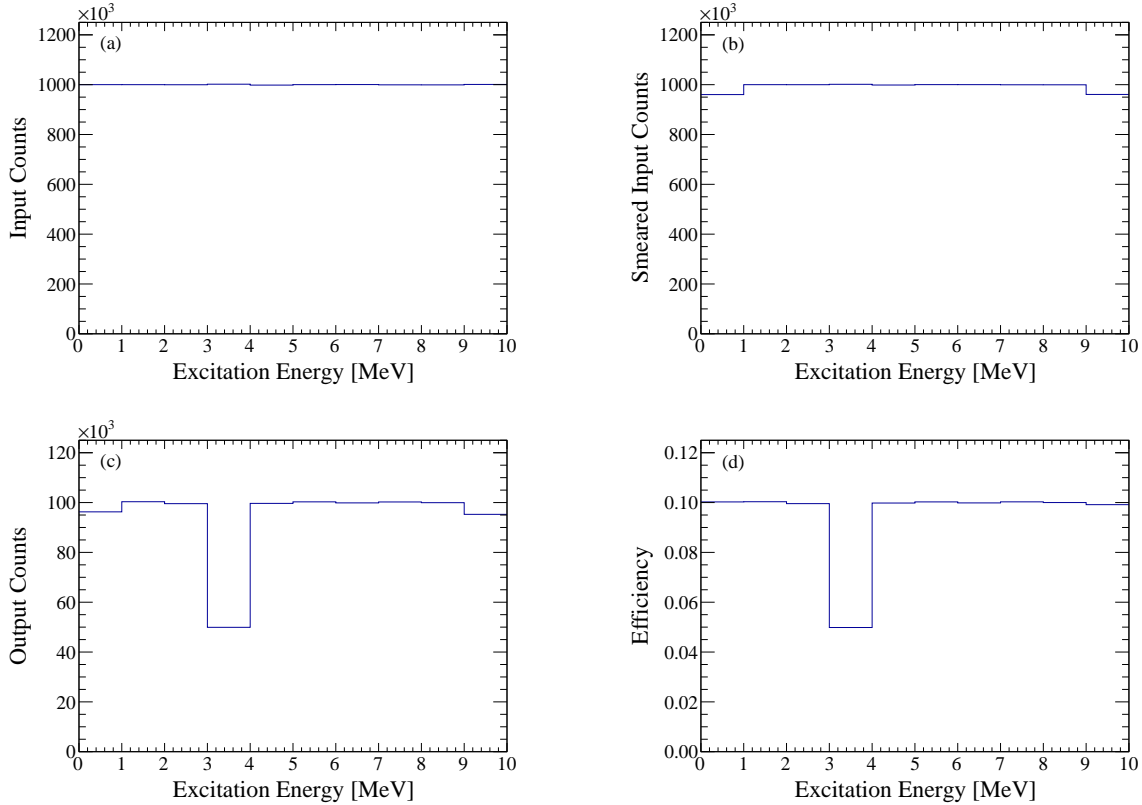 ×10³
(a)
1200
1000
800
600
400
200
0
Input Counts
0 1 2 3 4 5 6 7 8 9 10
Excitation Energy [MeV]
×10³
(b)
1200
1000
800
600
400
200
0
Smeared Input Counts
0 1 2 3 4 5 6 7 8 9 10
Excitation Energy [MeV]
×10³
(c)
120
100
80
60
40
20
0
Output Counts
0 1 2 3 4 5 6 7 8 9 10
Excitation Energy [MeV]
(d)
0.12
0.10
0.08
0.06
0.04
0.02
0.00
Efficiency
0 1 2 3 4 5 6 7 8 9 10
Excitation Energy [MeV]